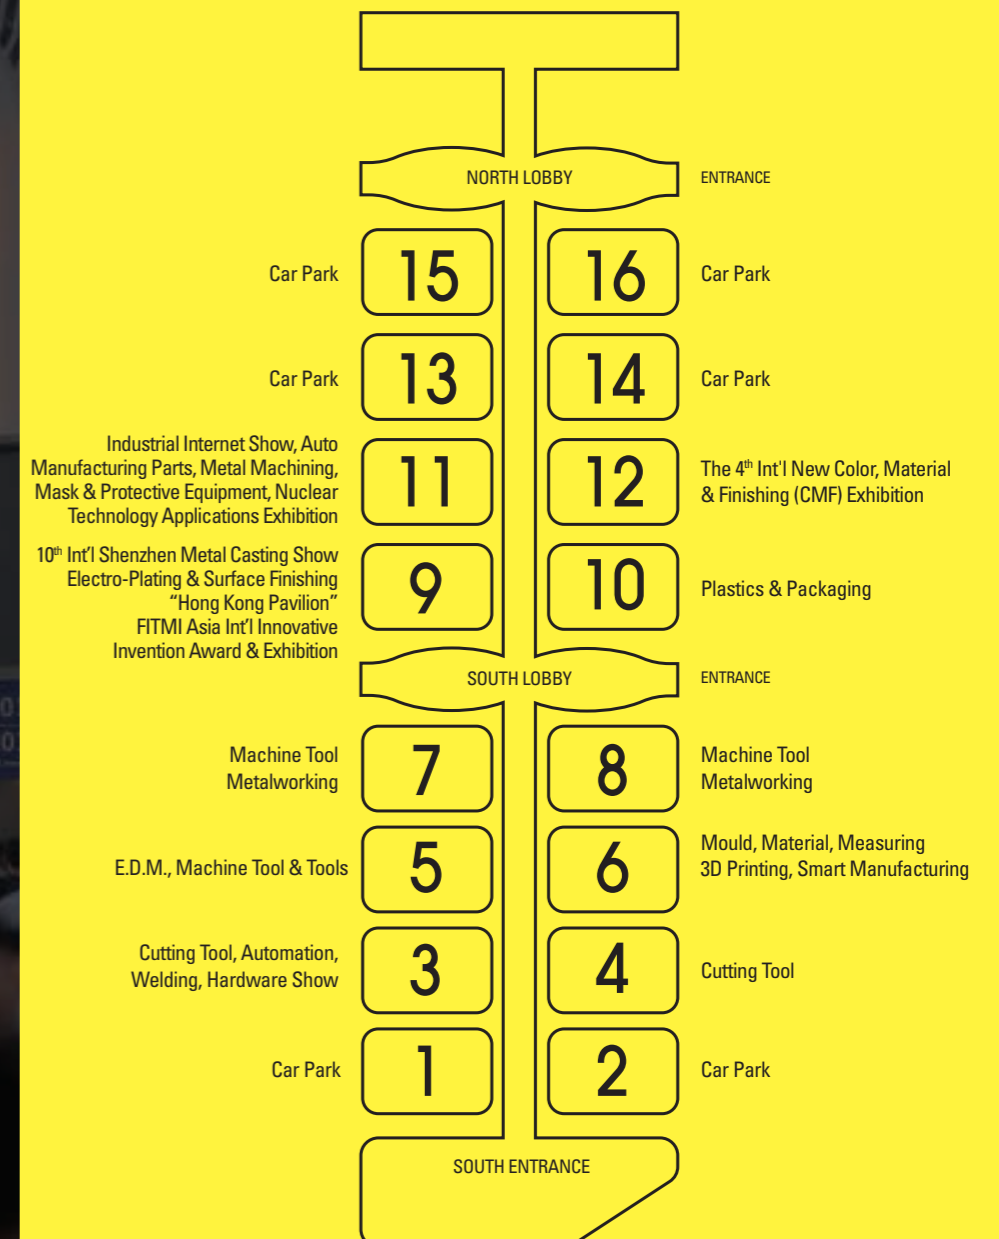 NORTH LOBBY
ENTRANCE
Car Park
15
16
Car Park
Car Park
13
14
Car Park
Industrial Internet Show, Auto
Manufacturing Parts, Metal Machining,
Mask & Protective Equipment, Nuclear
Technology Applications Exhibition
11
12
The 4th Int'l New Color, Material
& Finishing (CMF) Exhibition
10th Int'l Shenzhen Metal Casting Show
Electro-Plating & Surface Finishing
“Hong Kong Pavilion”
FITMI Asia Int'l Innovative
Invention Award & Exhibition
9
10
Plastics & Packaging
SOUTH LOBBY
ENTRANCE
Machine Tool
Metalworking
7
8
Machine Tool
Metalworking
E.D.M., Machine Tool & Tools
5
6
Mould, Material, Measuring
3D Printing, Smart Manufacturing
Cutting Tool, Automation,
Welding, Hardware Show
3
4
Cutting Tool
Car Park
1
2
Car Park
SOUTH ENTRANCE